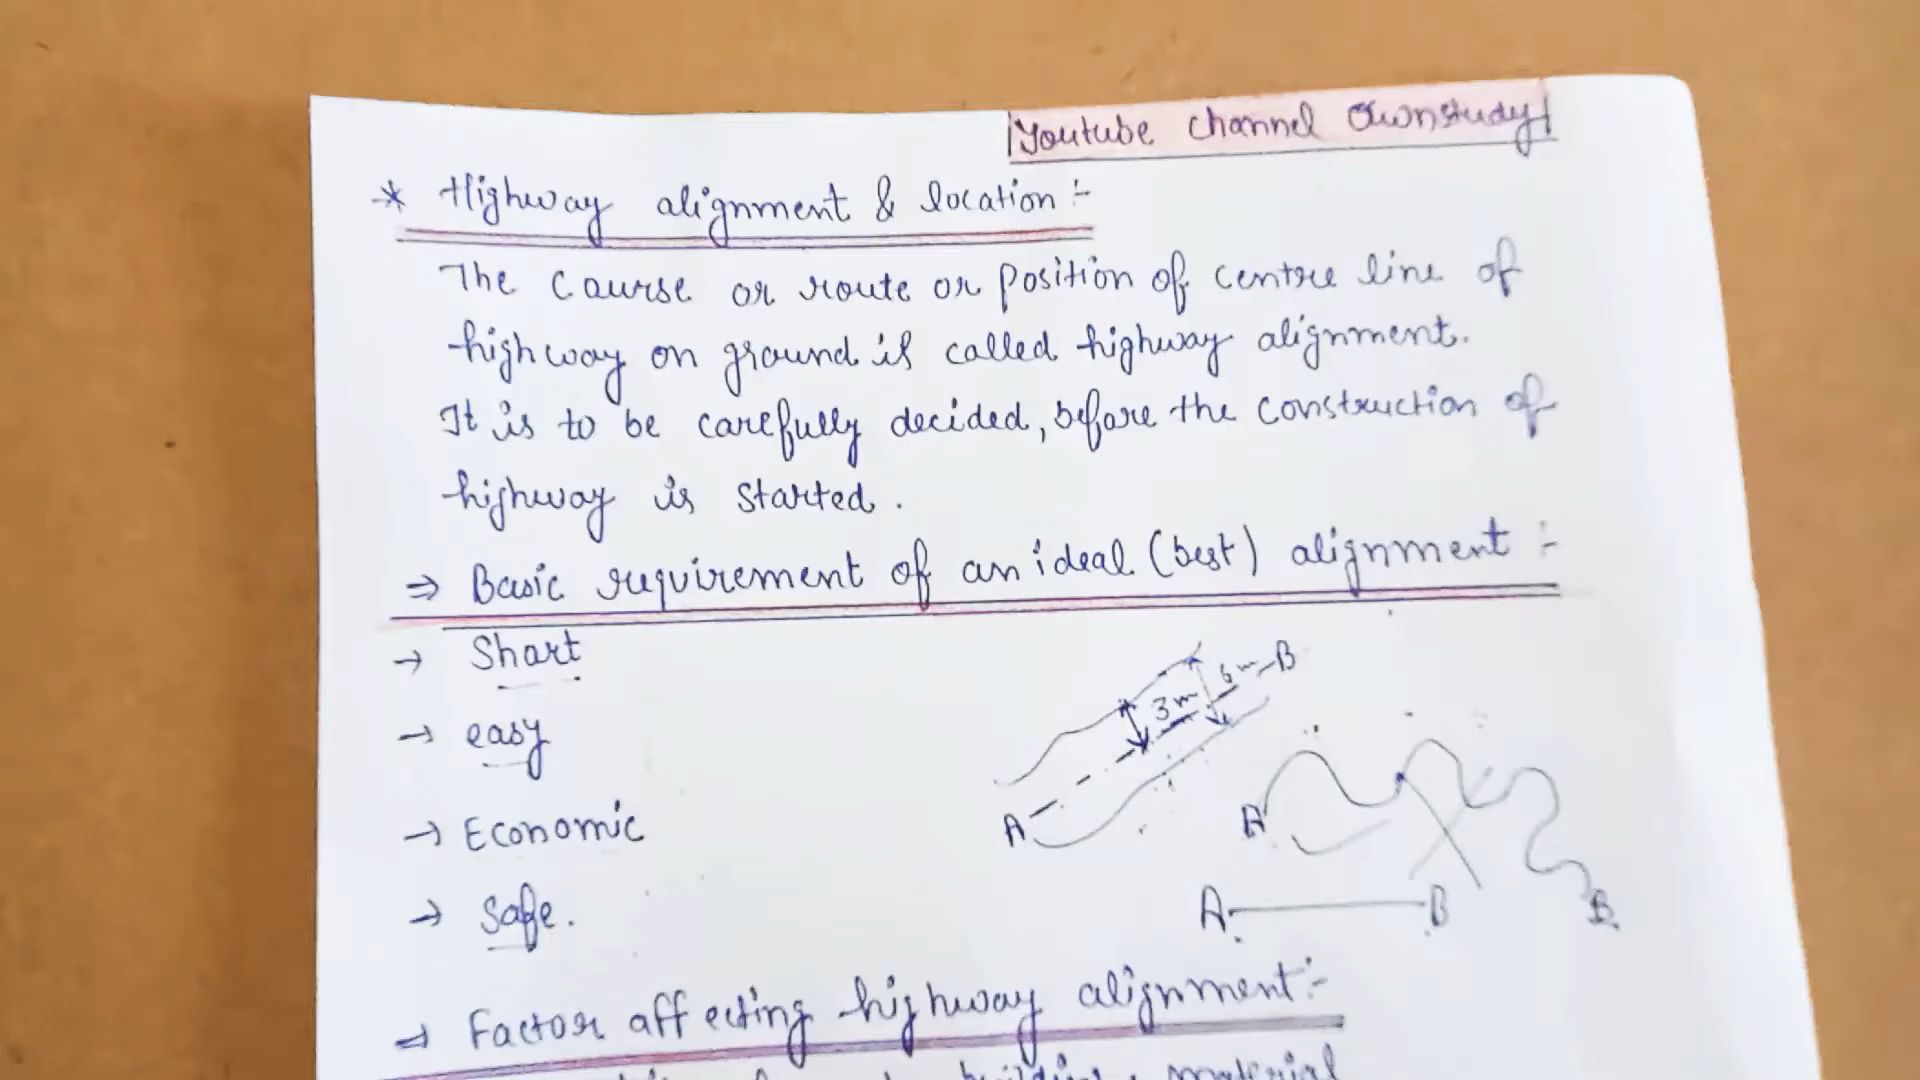 Youtube channel Ownstudy
* Highway alignment & location :-
The course or route or position of centre line of
highway on ground is called highway alignment.
It is to be carefully decided, before the construction of
highway is started.
⇒ Basic requirement of an ideal (best) alignment :-
→ Short
→ easy
→ Economic
→ Safe.
A 3m 6m B
A B
A B
→ Factor affecting highway alignment :-
building material